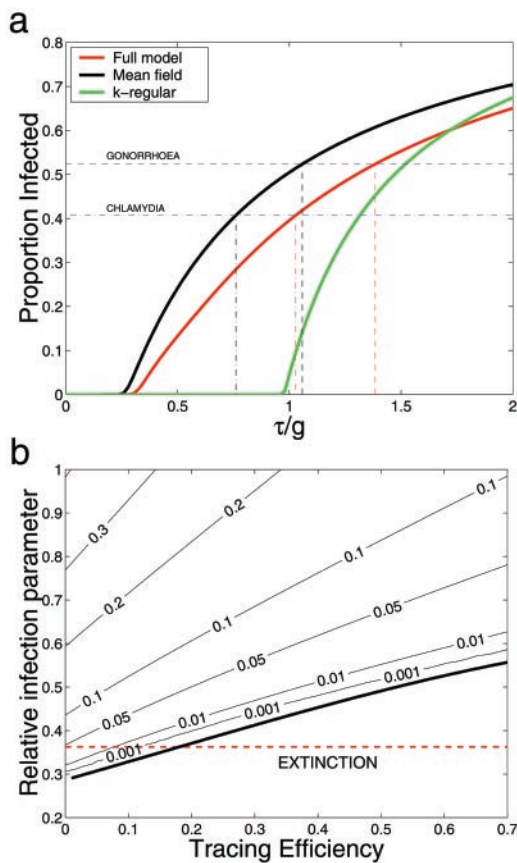 a
Full model
Mean field
k-regular
GONORRHOEA
CHLAMYDIA
Proportion Infected
0.8
0.7
0.6
0.5
0.4
0.3
0.2
0.1
0
0 0.5 1 1.5 2
τ/g
b
Relative infection parameter
1
0.9
0.8
0.7
0.6
0.5
0.4
0.3
0.2
0.3
0.2
0.1
0.2
0.1
0.05
0.3
0.1
0.05
0.01
0.01
0.001
0.05
0.01
0.001
0.001
EXTINCTION
0 0.1 0.2 0.3 0.4 0.5 0.6 0.7
Tracing Efficiency